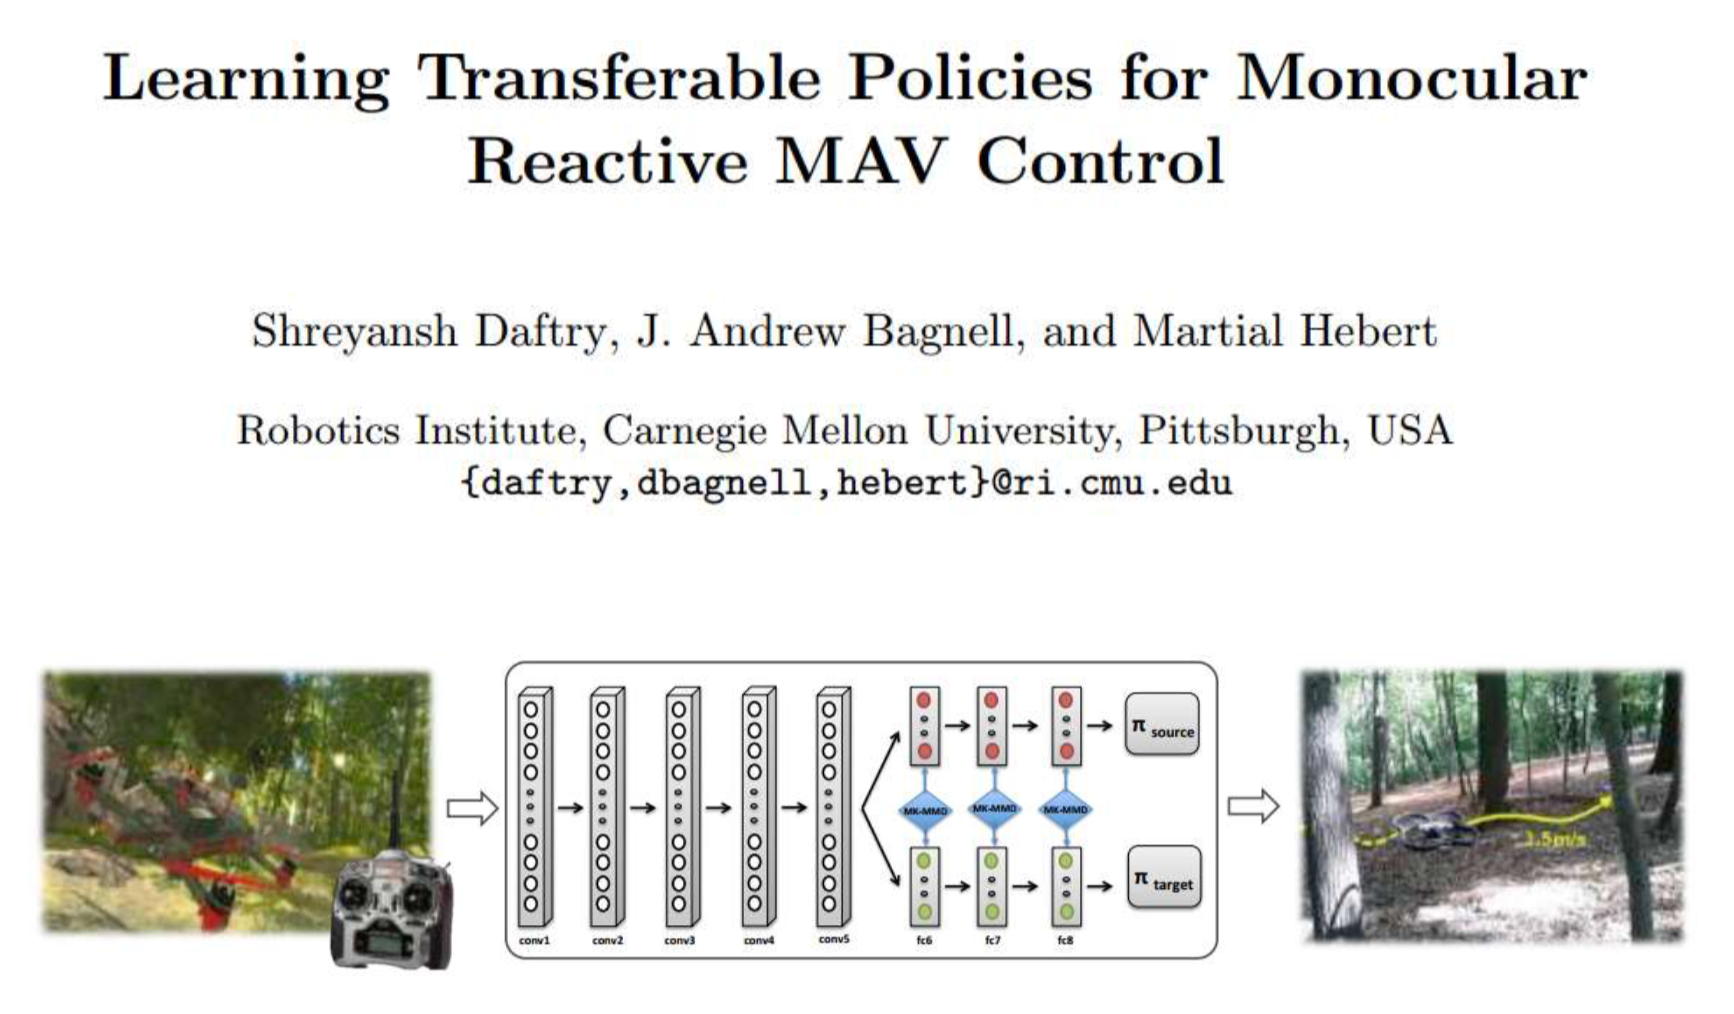 Learning Transferable Policies for Monocular
Reactive MAV Control
Shreyansh Daftry, J. Andrew Bagnell, and Martial Hebert
Robotics Institute, Carnegie Mellon University, Pittsburgh, USA
{daftry,dbagnell,hebert}@ri.cmu.edu
π source
MK-MMD MK-MMD MK-MMD
1.5m/s
π target
conv1 conv2 conv3 conv4 conv5 fc6 fc7 fc8